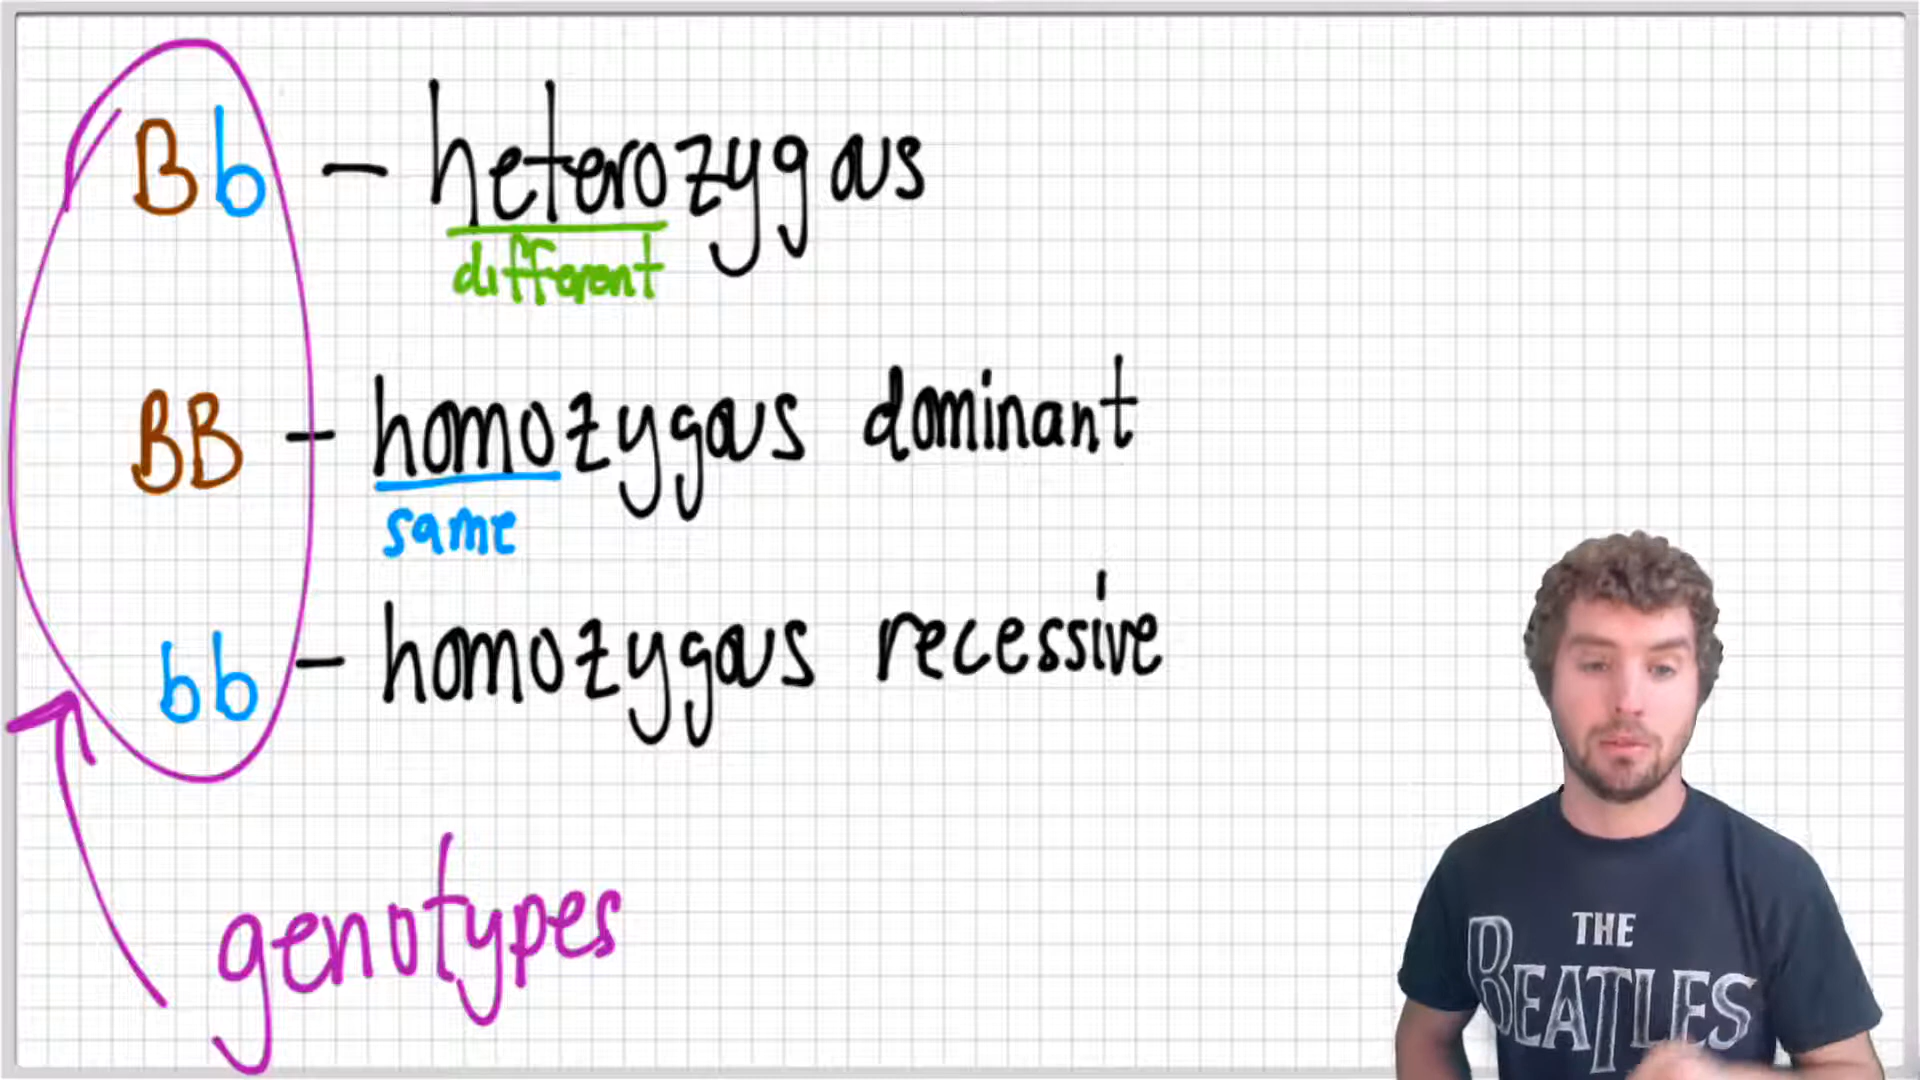 Bb - heterozygous
different
BB - homozygous dominant
same
bb - homozygous recessive
genotypes
THE
BEATLES